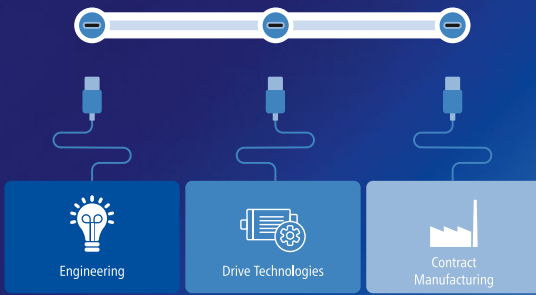 Engineering
Drive Technologies
Contract
Manufacturing